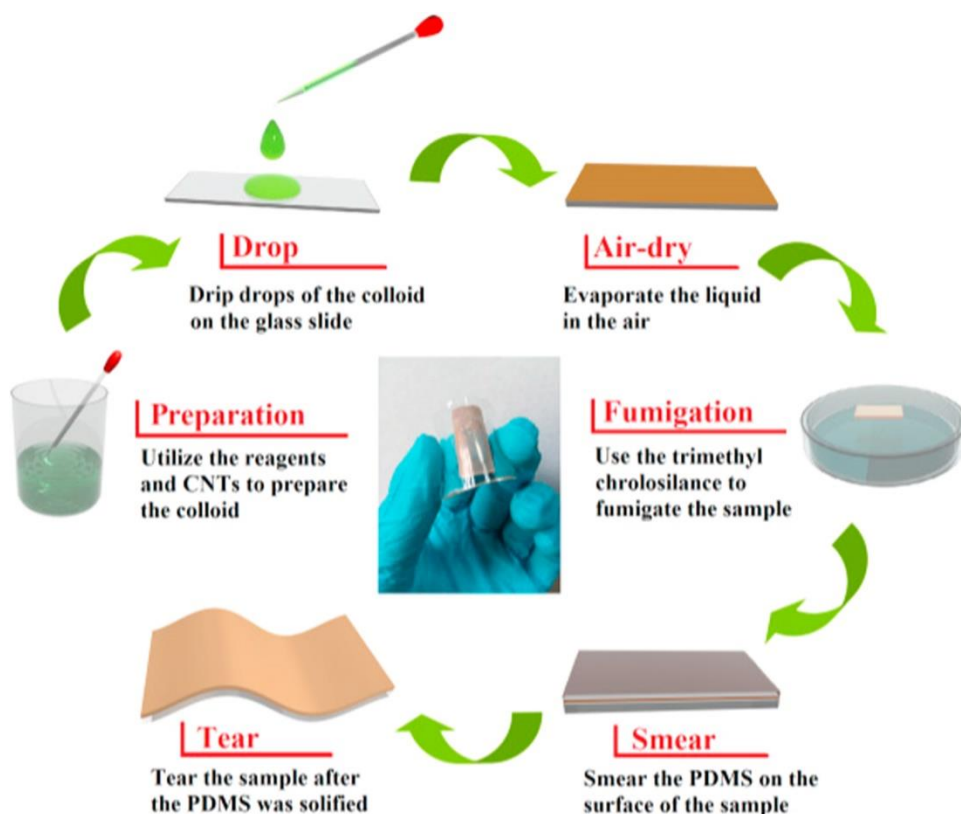 Drop
Drip drops of the colloid
on the glass slide
Air-dry
Evaporate the liquid
in the air
Preparation
Utilize the reagents
and CNTs to prepare
the colloid
Fumigation
Use the trimethyl
chrolosilance to
fumigate the sample
Tear
Tear the sample after
the PDMS was solified
Smear
Smear the PDMS on the
surface of the sample